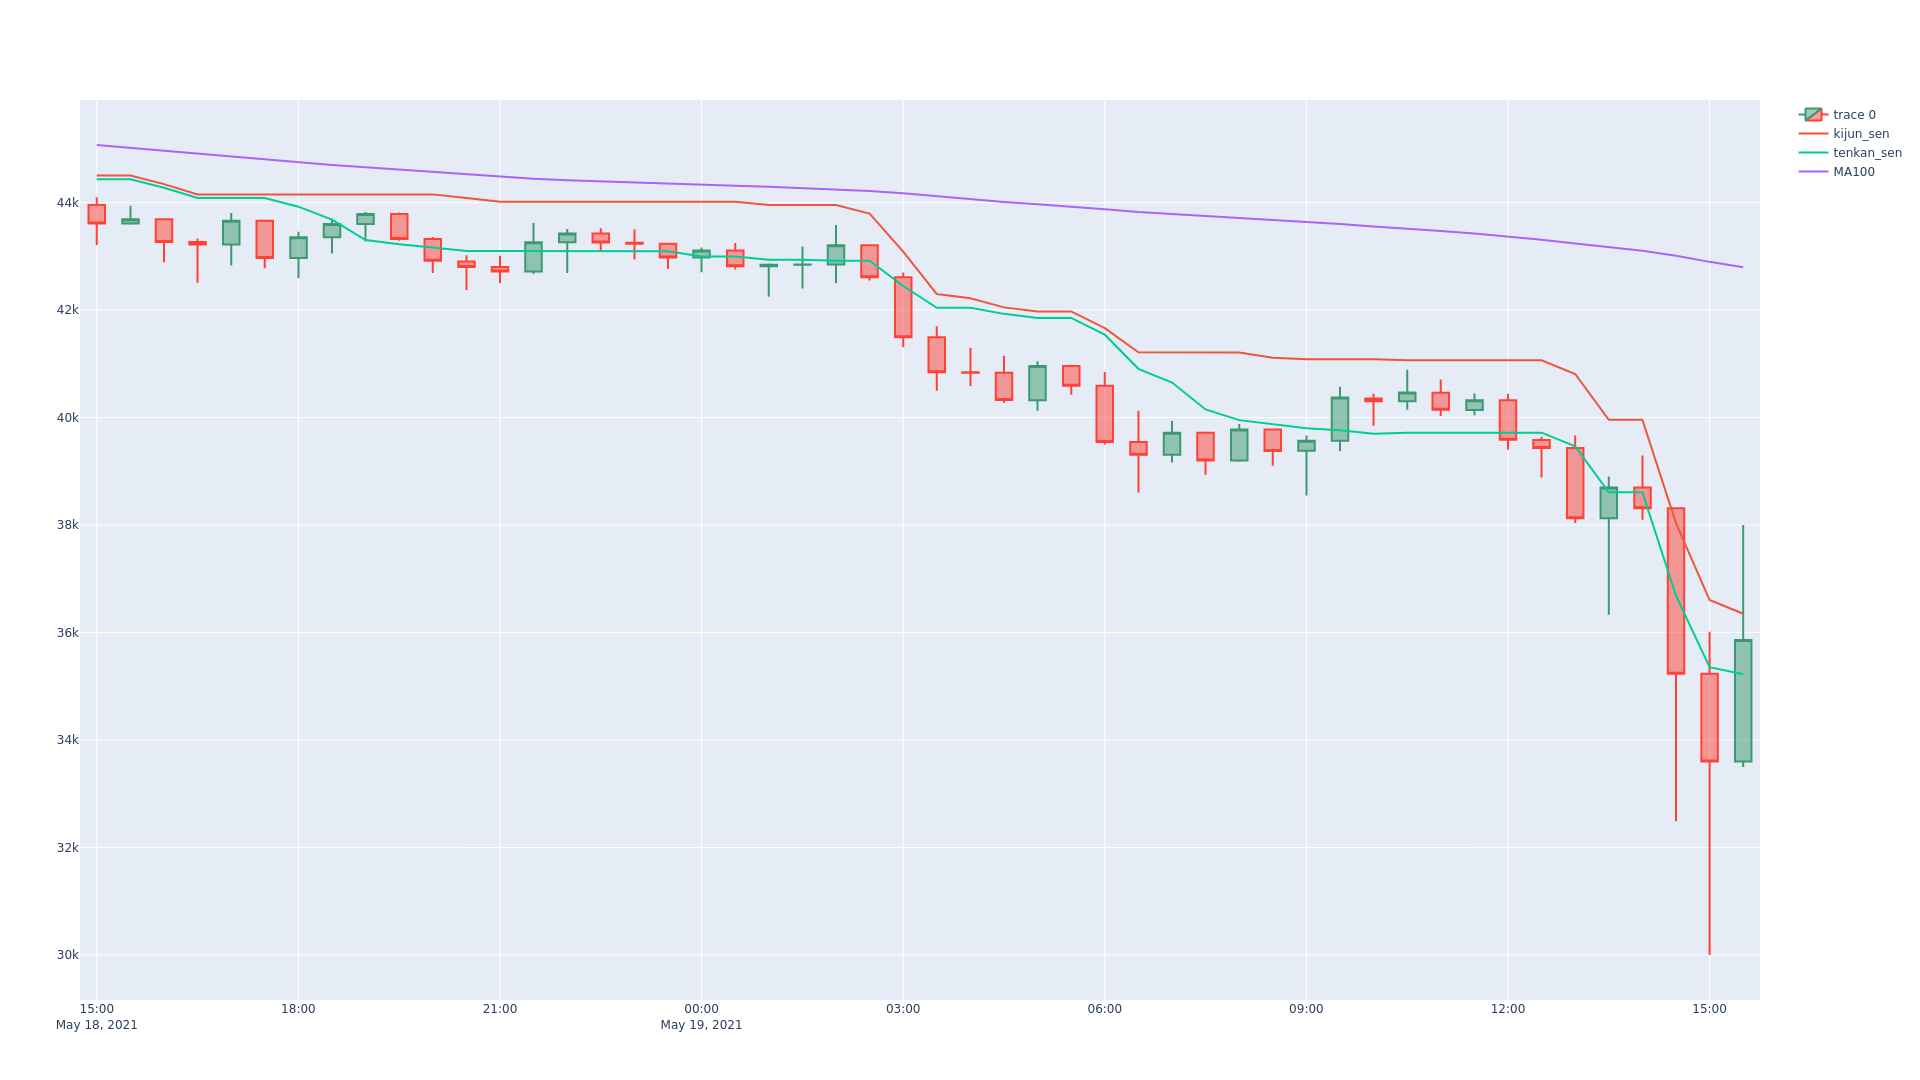 trace 0
kijun_sen
tenkan_sen
MA100
44k
42k
40k
38k
36k
34k
32k
30k
15:00 18:00 21:00 00:00 03:00 06:00 09:00 12:00 15:00
May 18, 2021 May 19, 2021